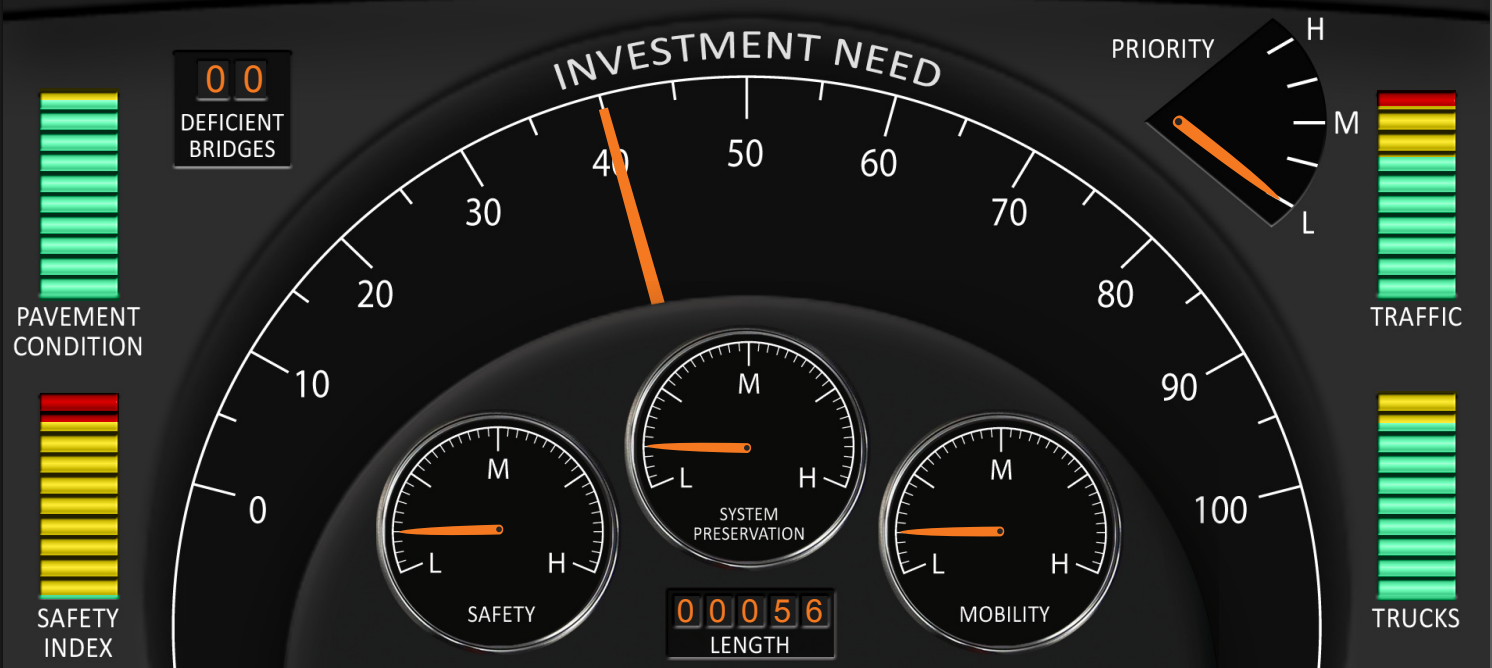 INVESTMENT NEED
0
10
20
30
40
50
60
70
80
90
100
00
DEFICIENT
BRIDGES
PRIORITY
H
M
L
PAVEMENT
CONDITION
TRAFFIC
SAFETY
INDEX
TRUCKS
M
L
H
SAFETY
M
L
H
SYSTEM
PRESERVATION
M
L
H
MOBILITY
00056
LENGTH